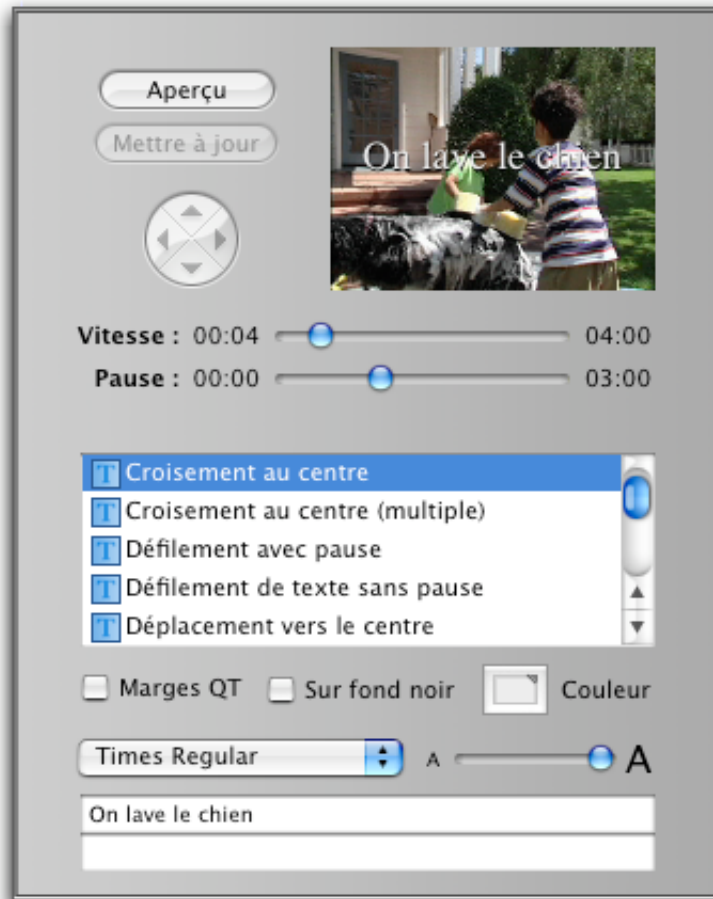 Aperçu
Mettre à jour
On lave le chien
Vitesse : 00:04 04:00
Pause : 00:00 03:00
T Croisement au centre
T Croisement au centre (multiple)
T Défilement avec pause
T Défilement de texte sans pause
T Déplacement vers le centre
Marges QT Sur fond noir Couleur
Times Regular A A
On lave le chien